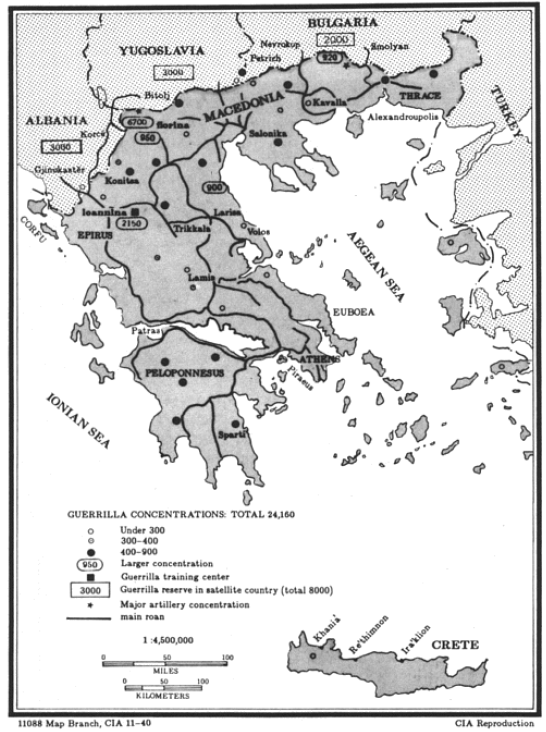 BULGARIA
2000
YUGOSLAVIA
3000
Nevrokop
Smolyan
920
Petrich
Bitolj
MACEDONIA
THRACE
Kavalla
ALBANIA
6700
Korcë
florina
Alexandroupolis
TURKEY
3000
950
Salonika
Gjinokastër
Konitsa
900
Ioannina
Larisa
2150
CORFU
EPIRUS
Trikkala
Volos
AEGEAN SEA
Lamia
EUBOEA
Patras
ATHENS
Piraeus
PELOPONNESUS
IONIAN SEA
Sparti
GUERRILLA CONCENTRATIONS: TOTAL 24,160
Under 300
300-400
400-900
950 Larger concentration
Guerrilla training center
3000 Guerrilla reserve in satellite country (total 8000)
Major artillery concentration
main roan
1 :4,500,000
0 50 100
MILES
0 50 100
KILOMETERS
Khania'
Re'thimnon
Ira'klion
CRETE
11088 Map Branch, CIA 11-40
CIA Reproduction